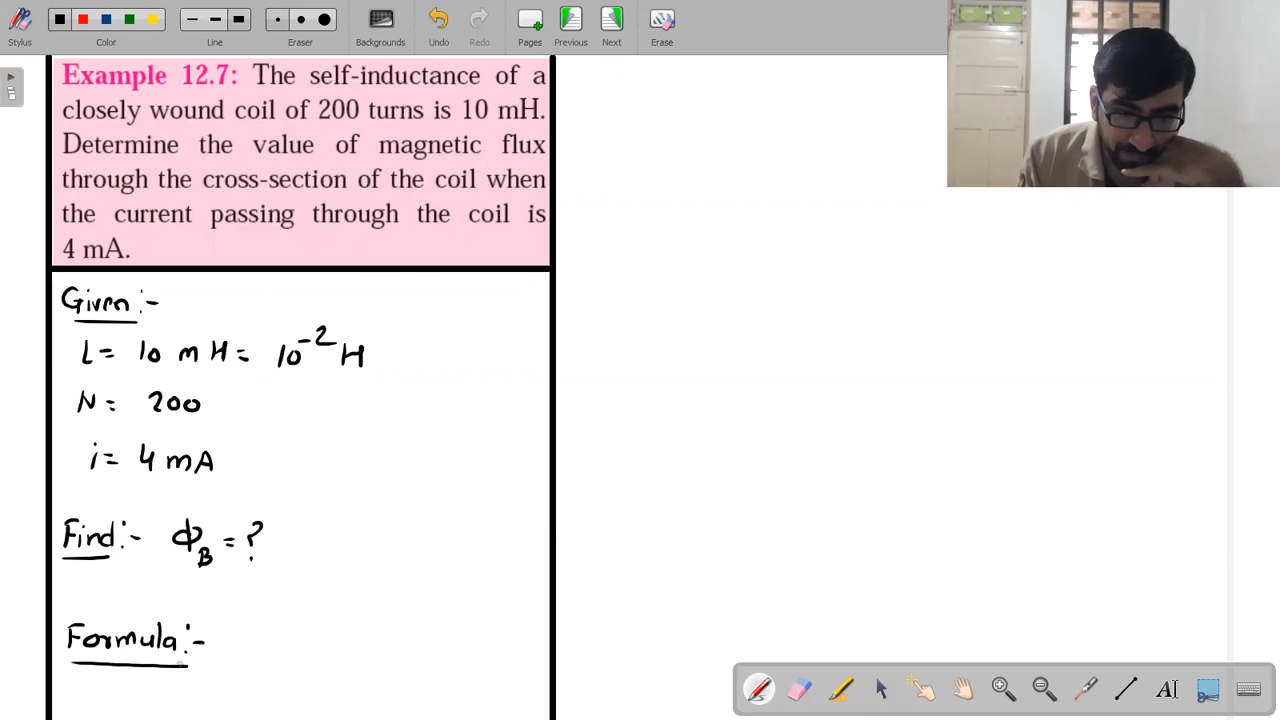 Stylus
Color
Line
Eraser
Backgrounds
Undo
Redo
Pages
Previous
Next
Erase
Example 12.7: The self-inductance of a
closely wound coil of 200 turns is 10 mH.
Determine the value of magnetic flux
through the cross-section of the coil when
the current passing through the coil is
4 mA.
Given :-
L = 10 mH = 10⁻² H
N = 200
i = 4 mA
Find :- Φ_B = ?
Formula :-
AI